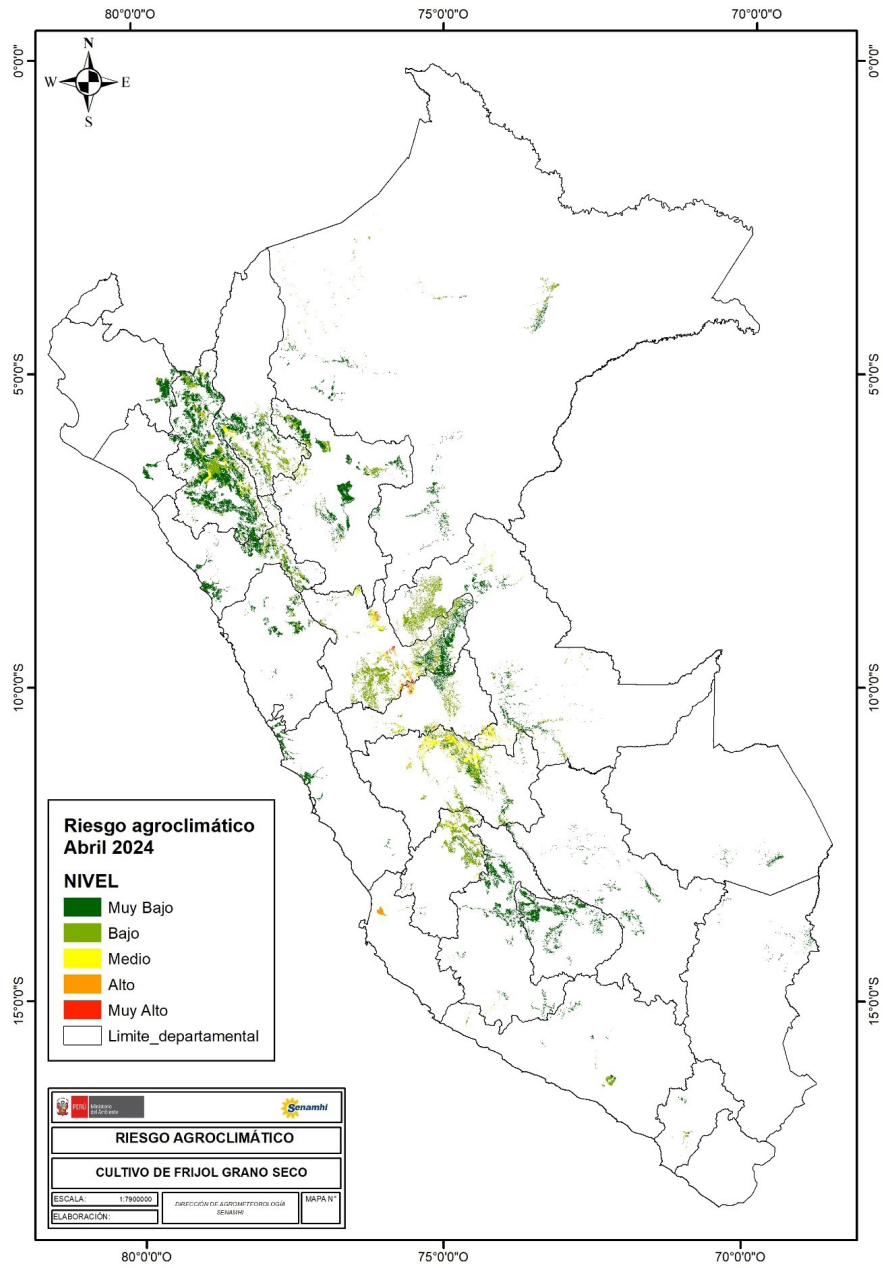 80°0'0"O
75°0'0"O
70°0'0"O
N
W
E
S
0°0'0"
0°0'0"
5°0'0"S
5°0'0"S
10°0'0"S
10°0'0"S
15°0'0"S
15°0'0"S
Riesgo agroclimático
Abril 2024
NIVEL
Muy Bajo
Bajo
Medio
Alto
Muy Alto
Limite_departamental
PERÚ
Ministerio
del Ambiente
Senamhi
RIESGO AGROCLIMÁTICO
CULTIVO DE FRIJOL GRANO SECO
ESCALA: 1:7900000
DIRECCIÓN DE AGROMETEOROLOGÍA
SENAMHI
MAPA N°
ELABORACIÓN:
80°0'0"O
75°0'0"O
70°0'0"O